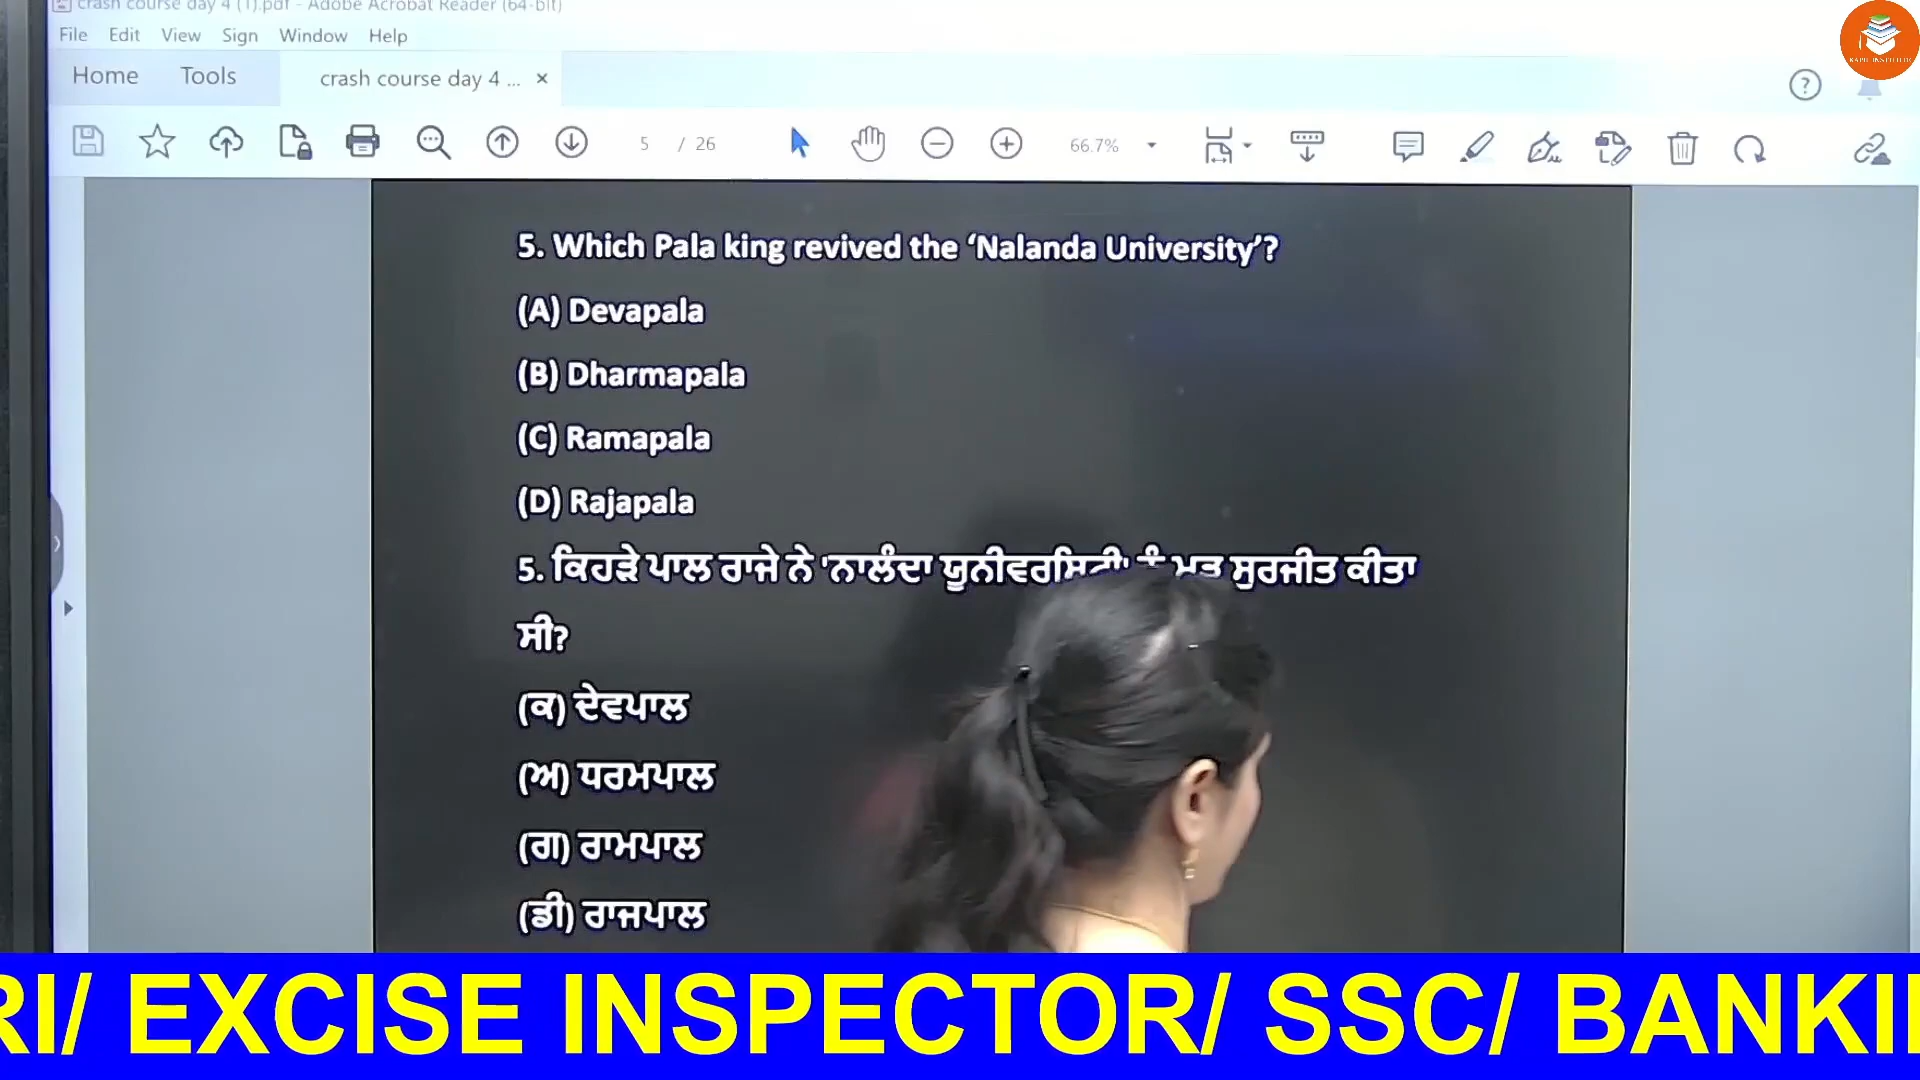 crash course day 4 (1).pdf - Adobe Acrobat Reader (64-bit)
File Edit View Sign Window Help
Home Tools crash course day 4 ... ×
5 / 26 66.7%
5. Which Pala king revived the ‘Nalanda University’?
(A) Devapala
(B) Dharmapala
(C) Ramapala
(D) Rajapala
5. ਕਿਹੜੇ ਪਾਲ ਰਾਜੇ ਨੇ 'ਨਾਲੰਦਾ ਯੂਨੀਵਰਸਿਟੀ' ਨੂੰ ਸੁਰਜੀਤ ਕੀਤਾ
ਸੀ?
(ਕ) ਦੇਵਪਾਲ
(ਅ) ਧਰਮਪਾਲ
(ਗ) ਰਾਮਪਾਲ
(ਡੀ) ਰਾਜਪਾਲ
RI/ EXCISE INSPECTOR/ SSC/ BANKI